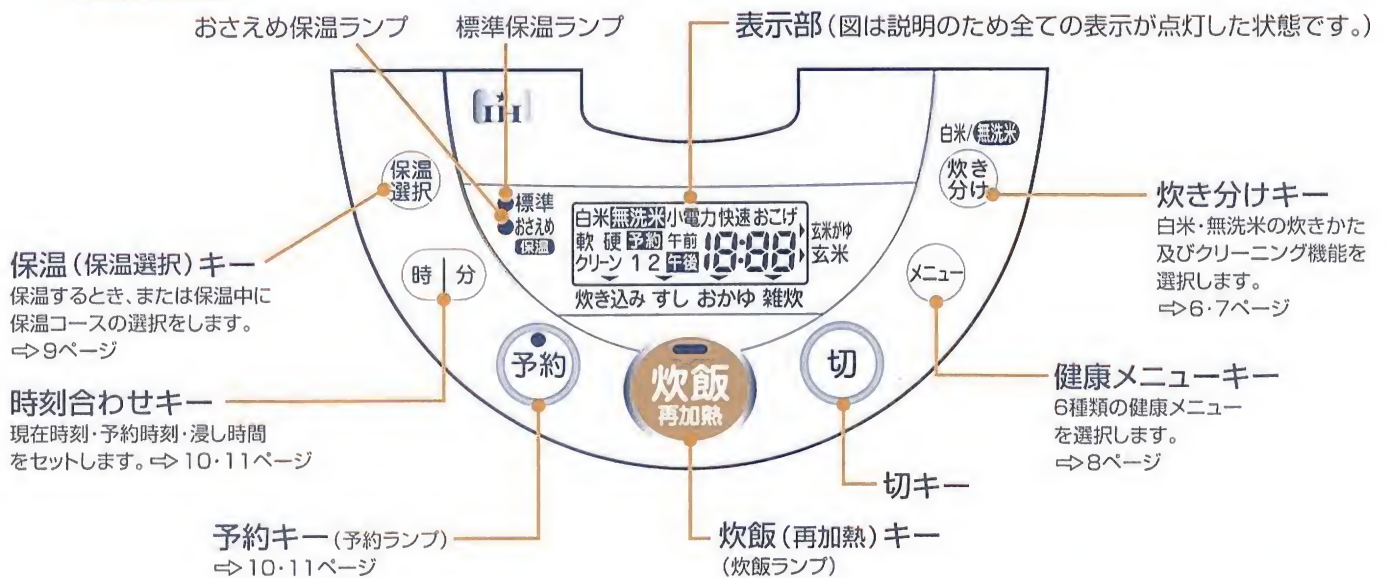 おさえめ保温ランプ
標準保温ランプ
表示部(図は説明のため全ての表示が点灯した状態です。)
IH
白米/無洗米
保温
選択
炊き
分け
標準
おさえめ
保温
白米 無洗米 小電力 快速 おこげ
軟 硬 予約 午前 18:88
クリーン 1 2 午後
玄米がゆ
玄米
炊き込み すし おかゆ 雑炊
時 分
メニュー
予約
炊飯
再加熱
切
保温(保温選択)キー
保温するとき、または保温中に
保温コースの選択をします。
⇨9ページ
時刻合わせキー
現在時刻・予約時刻・浸し時間
をセットします。⇨10・11ページ
予約キー(予約ランプ)
⇨10・11ページ
炊飯(再加熱)キー
(炊飯ランプ)
切キー
炊き分けキー
白米・無洗米の炊きかた
及びクリーニング機能を
選択します。
⇨6・7ページ
健康メニューキー
6種類の健康メニュー
を選択します。
⇨8ページ